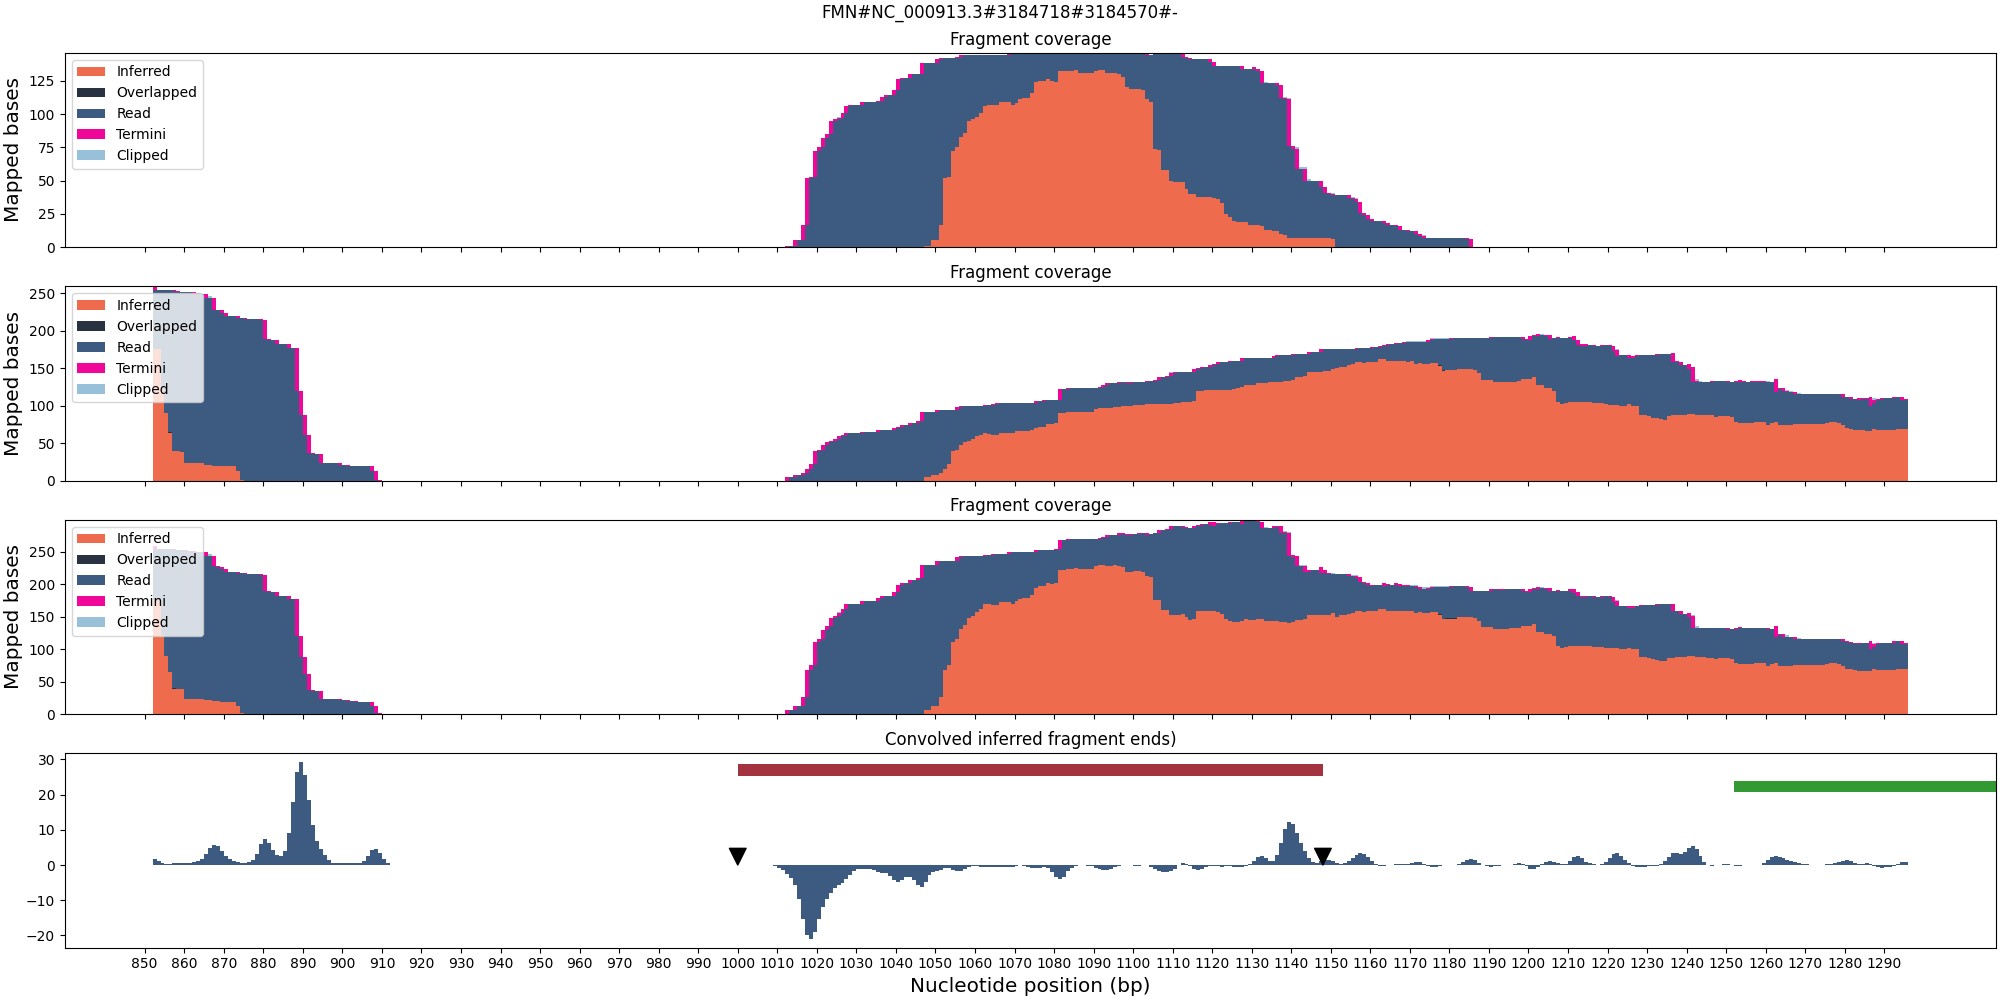 FMN#NC_000913.3#3184718#3184570#-
Fragment coverage
Mapped bases
125
100
75
50
25
0
Inferred
Overlapped
Read
Termini
Clipped
Fragment coverage
Mapped bases
250
200
150
100
50
0
Inferred
Overlapped
Read
Termini
Clipped
Fragment coverage
Mapped bases
250
200
150
100
50
0
Inferred
Overlapped
Read
Termini
Clipped
Convolved inferred fragment ends)
30
20
10
0
−10
−20
850 860 870 880 890 900 910 920 930 940 950 960 970 980 990 1000 1010 1020 1030 1040 1050 1060 1070 1080 1090 1100 1110 1120 1130 1140 1150 1160 1170 1180 1190 1200 1210 1220 1230 1240 1250 1260 1270 1280 1290
Nucleotide position (bp)